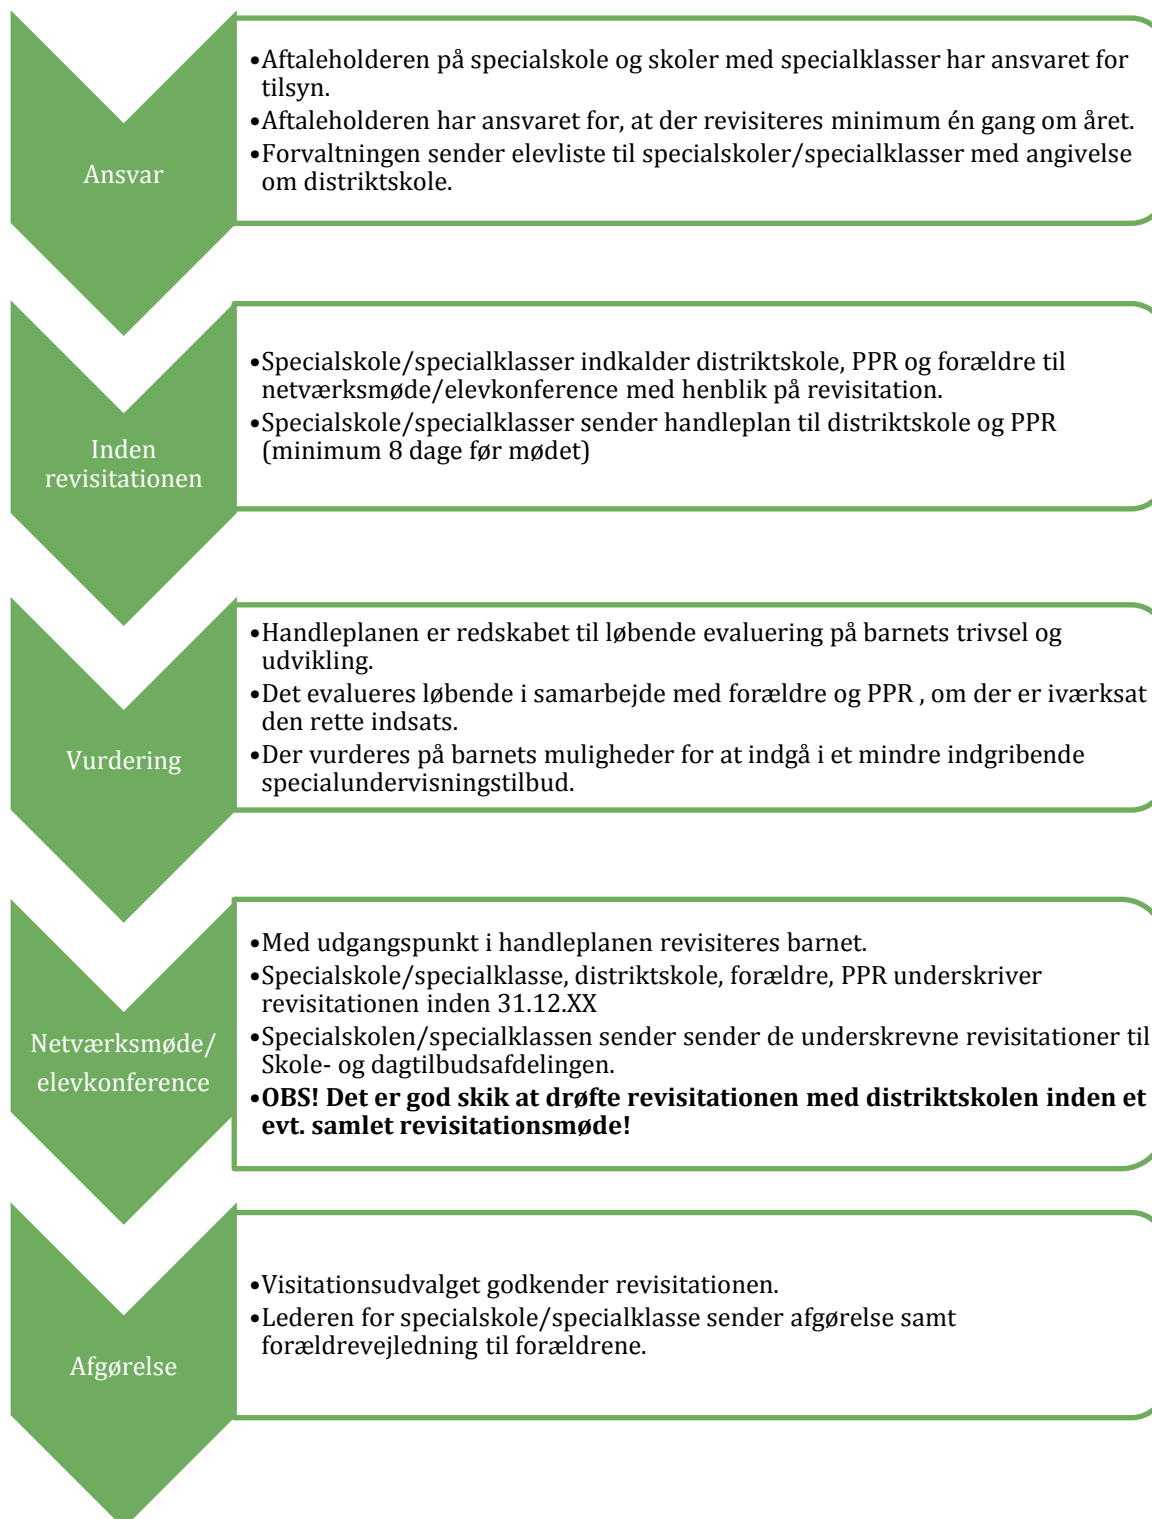 Ansvar
•Aftaleholderen på specialskole og skoler med specialklasser har ansvaret for
tilsyn.
•Aftaleholderen har ansvaret for, at der revisiteres minimum én gang om året.
•Forvaltningen sender elevliste til specialskoler/specialklasser med angivelse
om distriktskole.
Inden
revisitationen
•Specialskole/specialklasser indkalder distriktskole, PPR og forældre til
netværksmøde/elevkonference med henblik på revisitation.
•Specialskole/specialklasser sender handleplan til distriktskole og PPR
(minimum 8 dage før mødet)
Vurdering
•Handleplanen er redskabet til løbende evaluering på barnets trivsel og
udvikling.
•Det evalueres løbende i samarbejde med forældre og PPR , om der er iværksat
den rette indsats.
•Der vurderes på barnets muligheder for at indgå i et mindre indgribende
specialundervisningstilbud.
Netværksmøde/
elevkonference
•Med udgangspunkt i handleplanen revisiteres barnet.
•Specialskole/specialklasse, distriktskole, forældre, PPR underskriver
revisitationen inden 31.12.XX
•Specialskolen/specialklassen sender sender de underskrevne revisitationer til
Skole- og dagtilbudsafdelingen.
•OBS! Det er god skik at drøfte revisitationen med distriktskolen inden et
evt. samlet revisitationsmøde!
Afgørelse
•Visitationsudvalget godkender revisitationen.
•Lederen for specialskole/specialklasse sender afgørelse samt
forældrevejledning til forældrene.